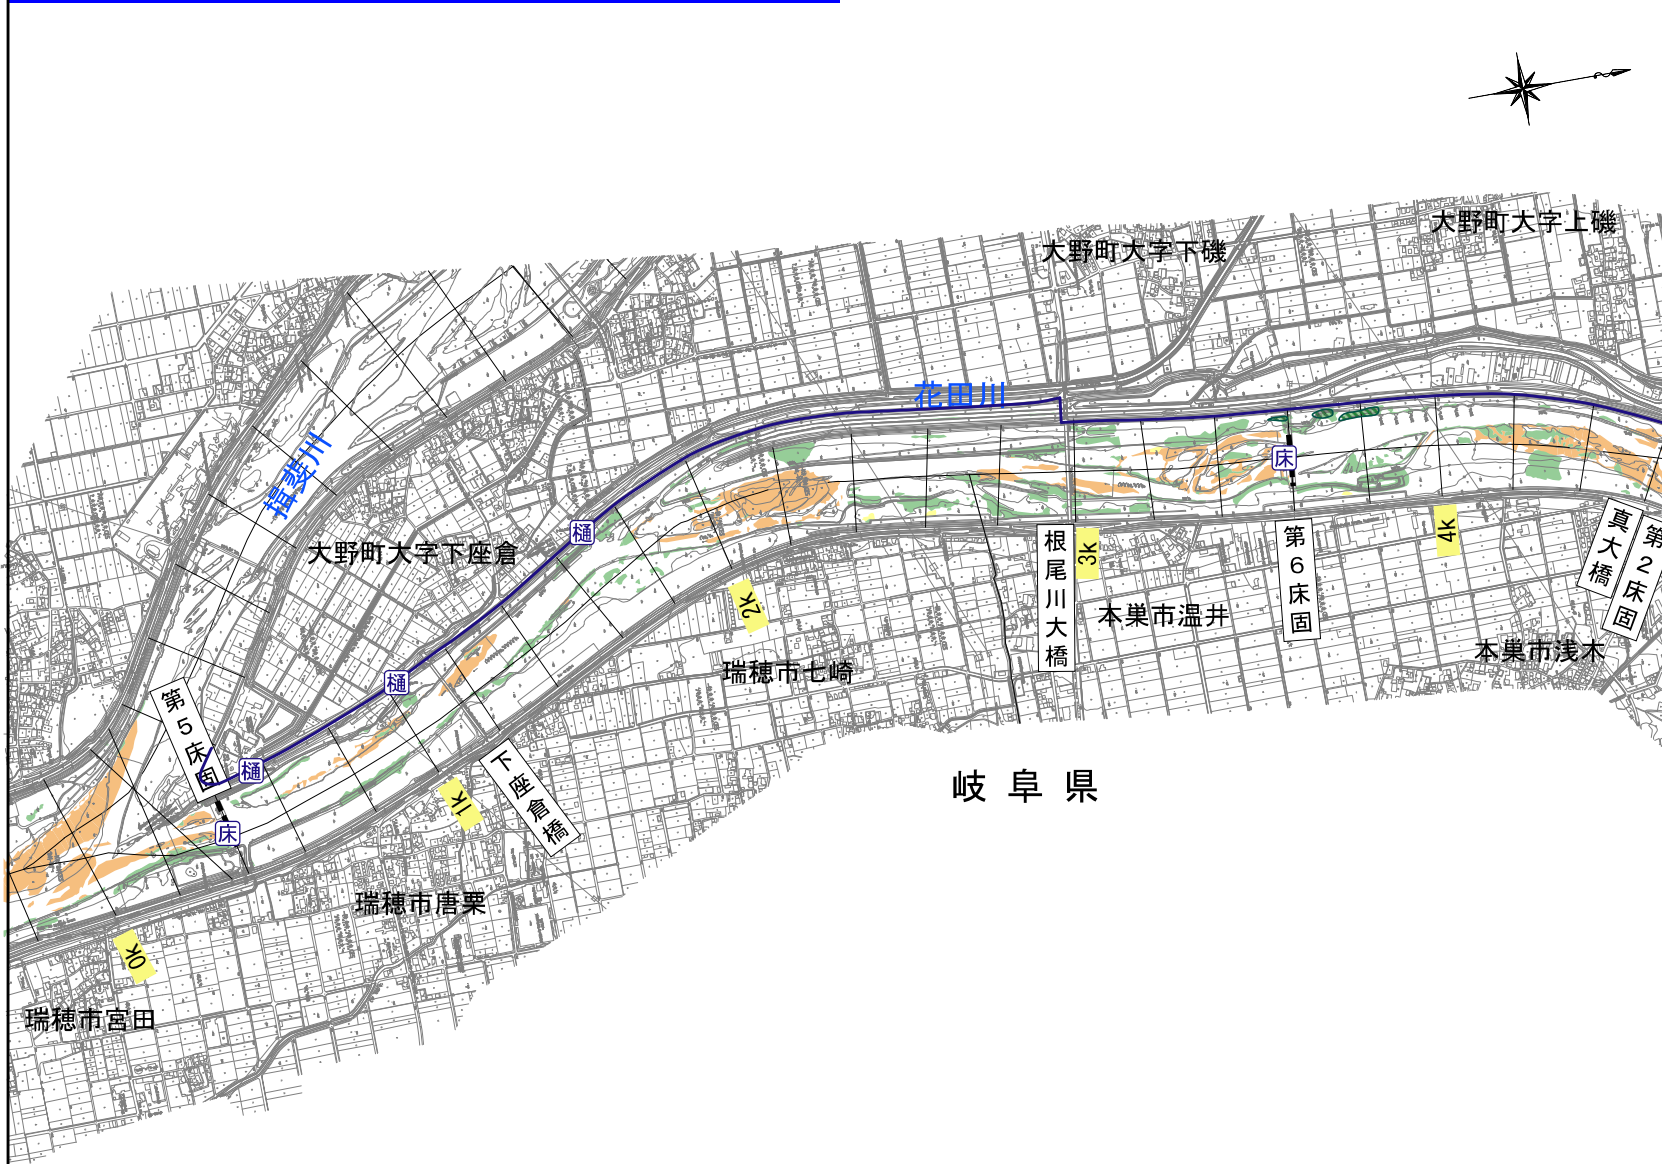 大野町大字上磯
大野町大字下磯
花田川
揖斐川
樋
床
大野町大字下座倉
根尾川大橋
3k
第6床固
4k
真大橋
第2床固
2k
本巣市温井
本巣市浅木
瑞穂市七崎
樋
第5床固
樋
床
1k
下座倉橋
岐阜県
瑞穂市唐栗
0k
瑞穂市宮田